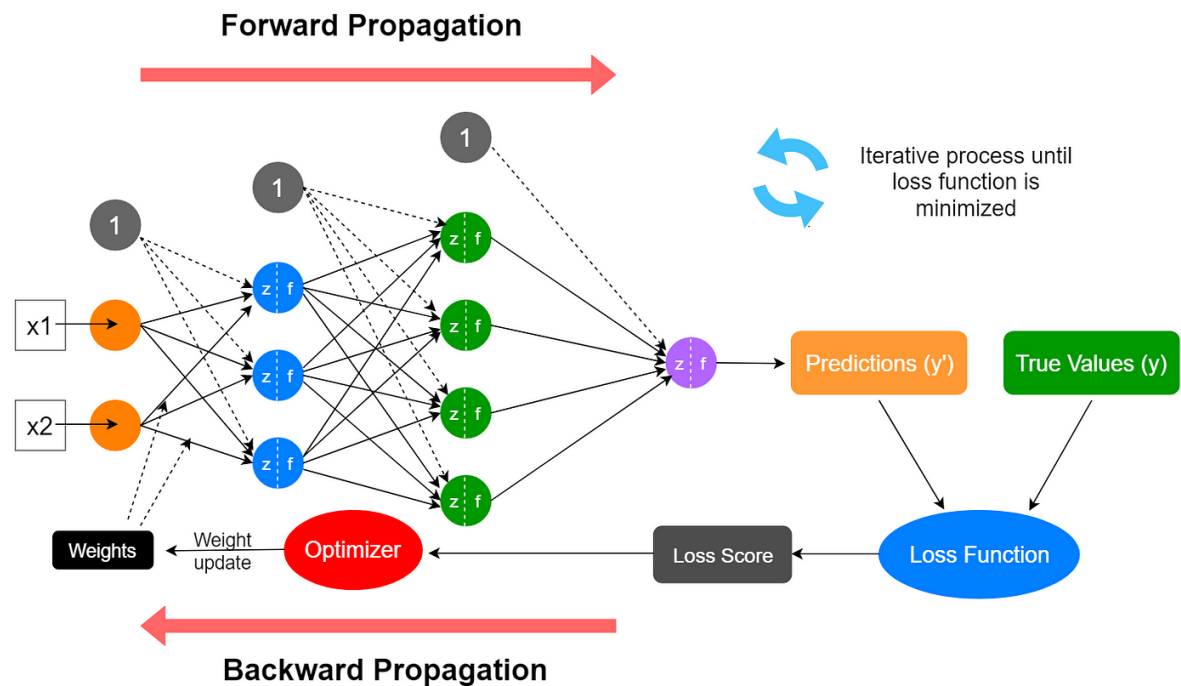 Forward Propagation
1
1
1
Iterative process until
loss function is
minimized
z f
z f
x1
z f
z f
z f
Predictions (y')
True Values (y)
x2
z f
z f
z f
Weights
Weight
update
Optimizer
Loss Score
Loss Function
Backward Propagation